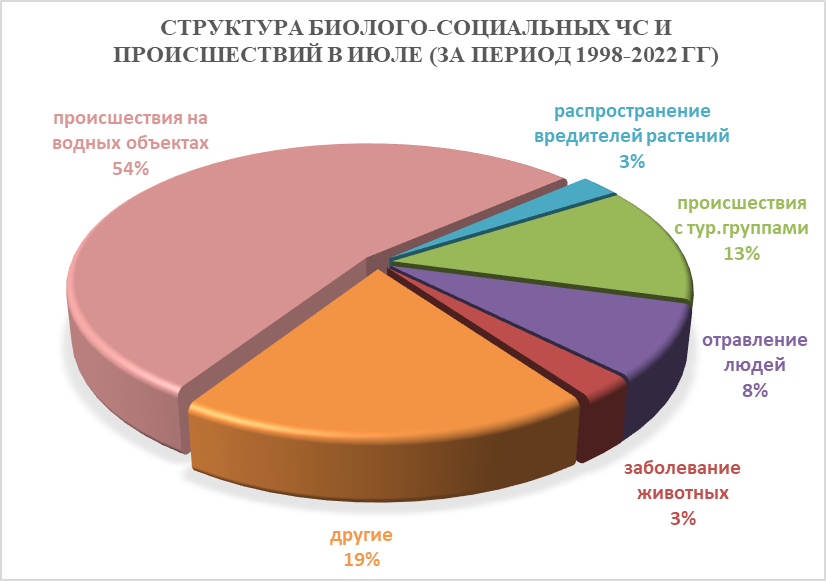 СТРУКТУРА БИОЛОГО-СОЦИАЛЬНЫХ ЧС И
ПРОИСШЕСТВИЙ В ИЮЛЕ (ЗА ПЕРИОД 1998-2022 ГГ)
происшествия на
водных объектах
54%
распространение
вредителей растений
3%
происшествия
с тур.группами
13%
отравление
людей
8%
заболевание
животных
3%
другие
19%